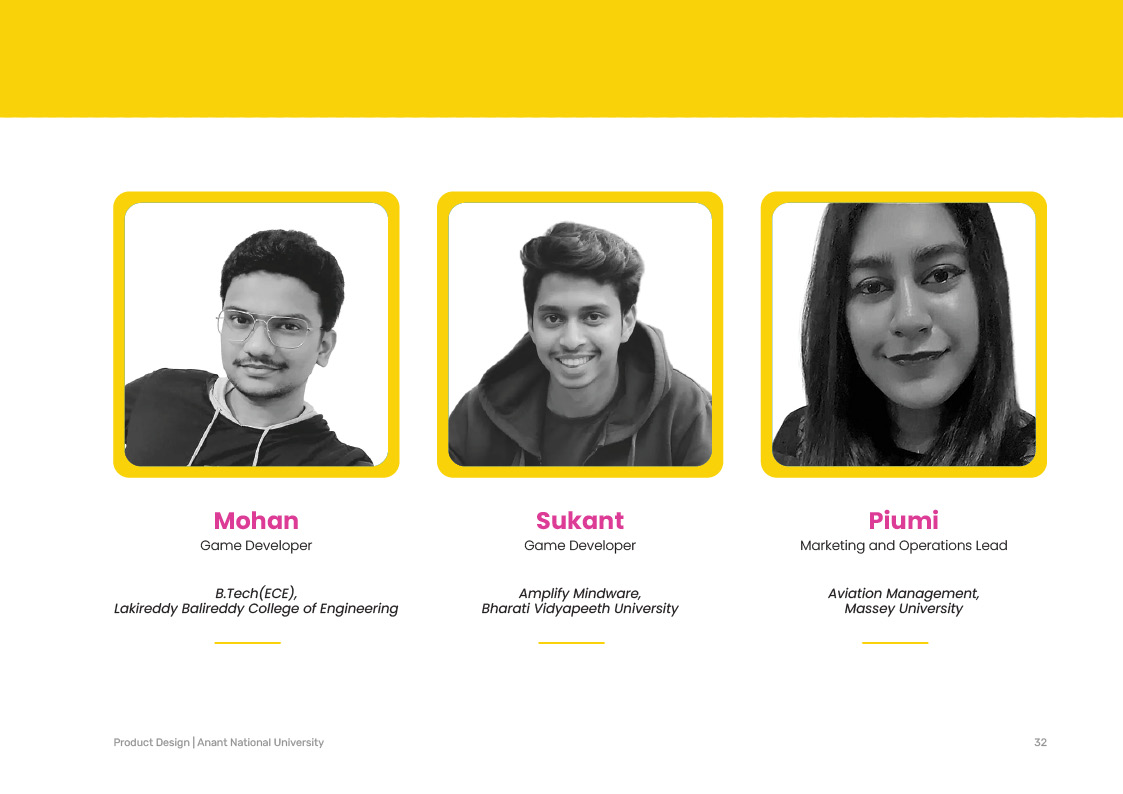 Mohan
Game Developer
B.Tech(ECE),
Lakireddy Balireddy College of Engineering
Sukant
Game Developer
Amplify Mindware,
Bharati Vidyapeeth University
Piumi
Marketing and Operations Lead
Aviation Management,
Massey University
Product Design | Anant National University
32